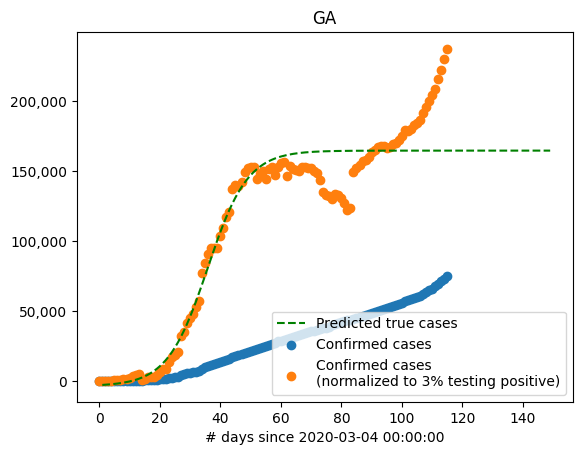 GA
200,000
150,000
100,000
50,000
0
Predicted true cases
Confirmed cases
Confirmed cases
(normalized to 3% testing positive)
0 20 40 60 80 100 120 140
# days since 2020-03-04 00:00:00